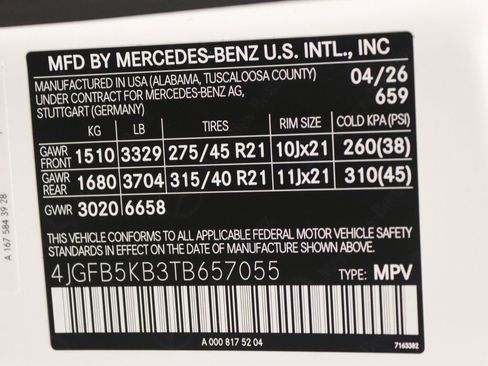 MFD BY MERCEDES-BENZ U.S. INTL., INC
MANUFACTURED IN USA (ALABAMA, TUSCALOOSA COUNTY) 04/26
UNDER CONTRACT FOR MERCEDES-BENZ AG, 659
STUTTGART (GERMANY)
KG LB TIRES RIM SIZE COLD KPA(PSI)
GAWR FRONT 1510 3329 275/45 R21 10Jx21 260(38)
GAWR REAR 1680 3704 315/40 R21 11Jx21 310(45)
GVWR 3020 6658
THIS VEHICLE CONFORMS TO ALL APPLICABLE FEDERAL MOTOR VEHICLE SAFETY
STANDARDS IN EFFECT ON THE DATE OF MANUFACTURE SHOWN ABOVE.
4JGFB5KB3TB657055 TYPE: MPV
A 000 817 52 04 7163382
A 167 584 39 28